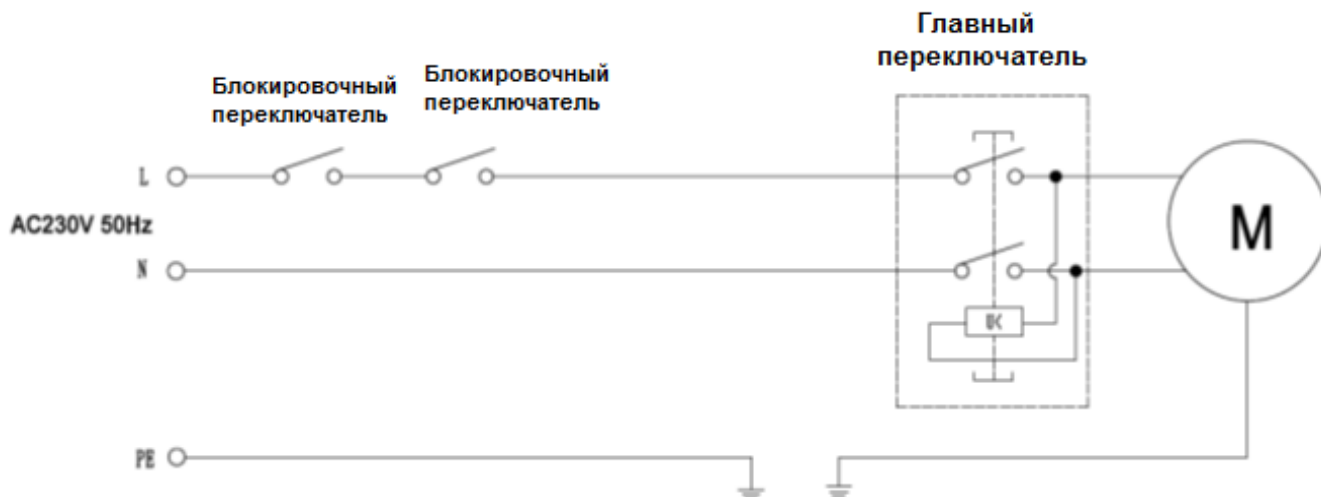 Главный
переключатель
Блокировочный
переключатель
Блокировочный
переключатель
L
AC230V 50Hz
N
M
PE